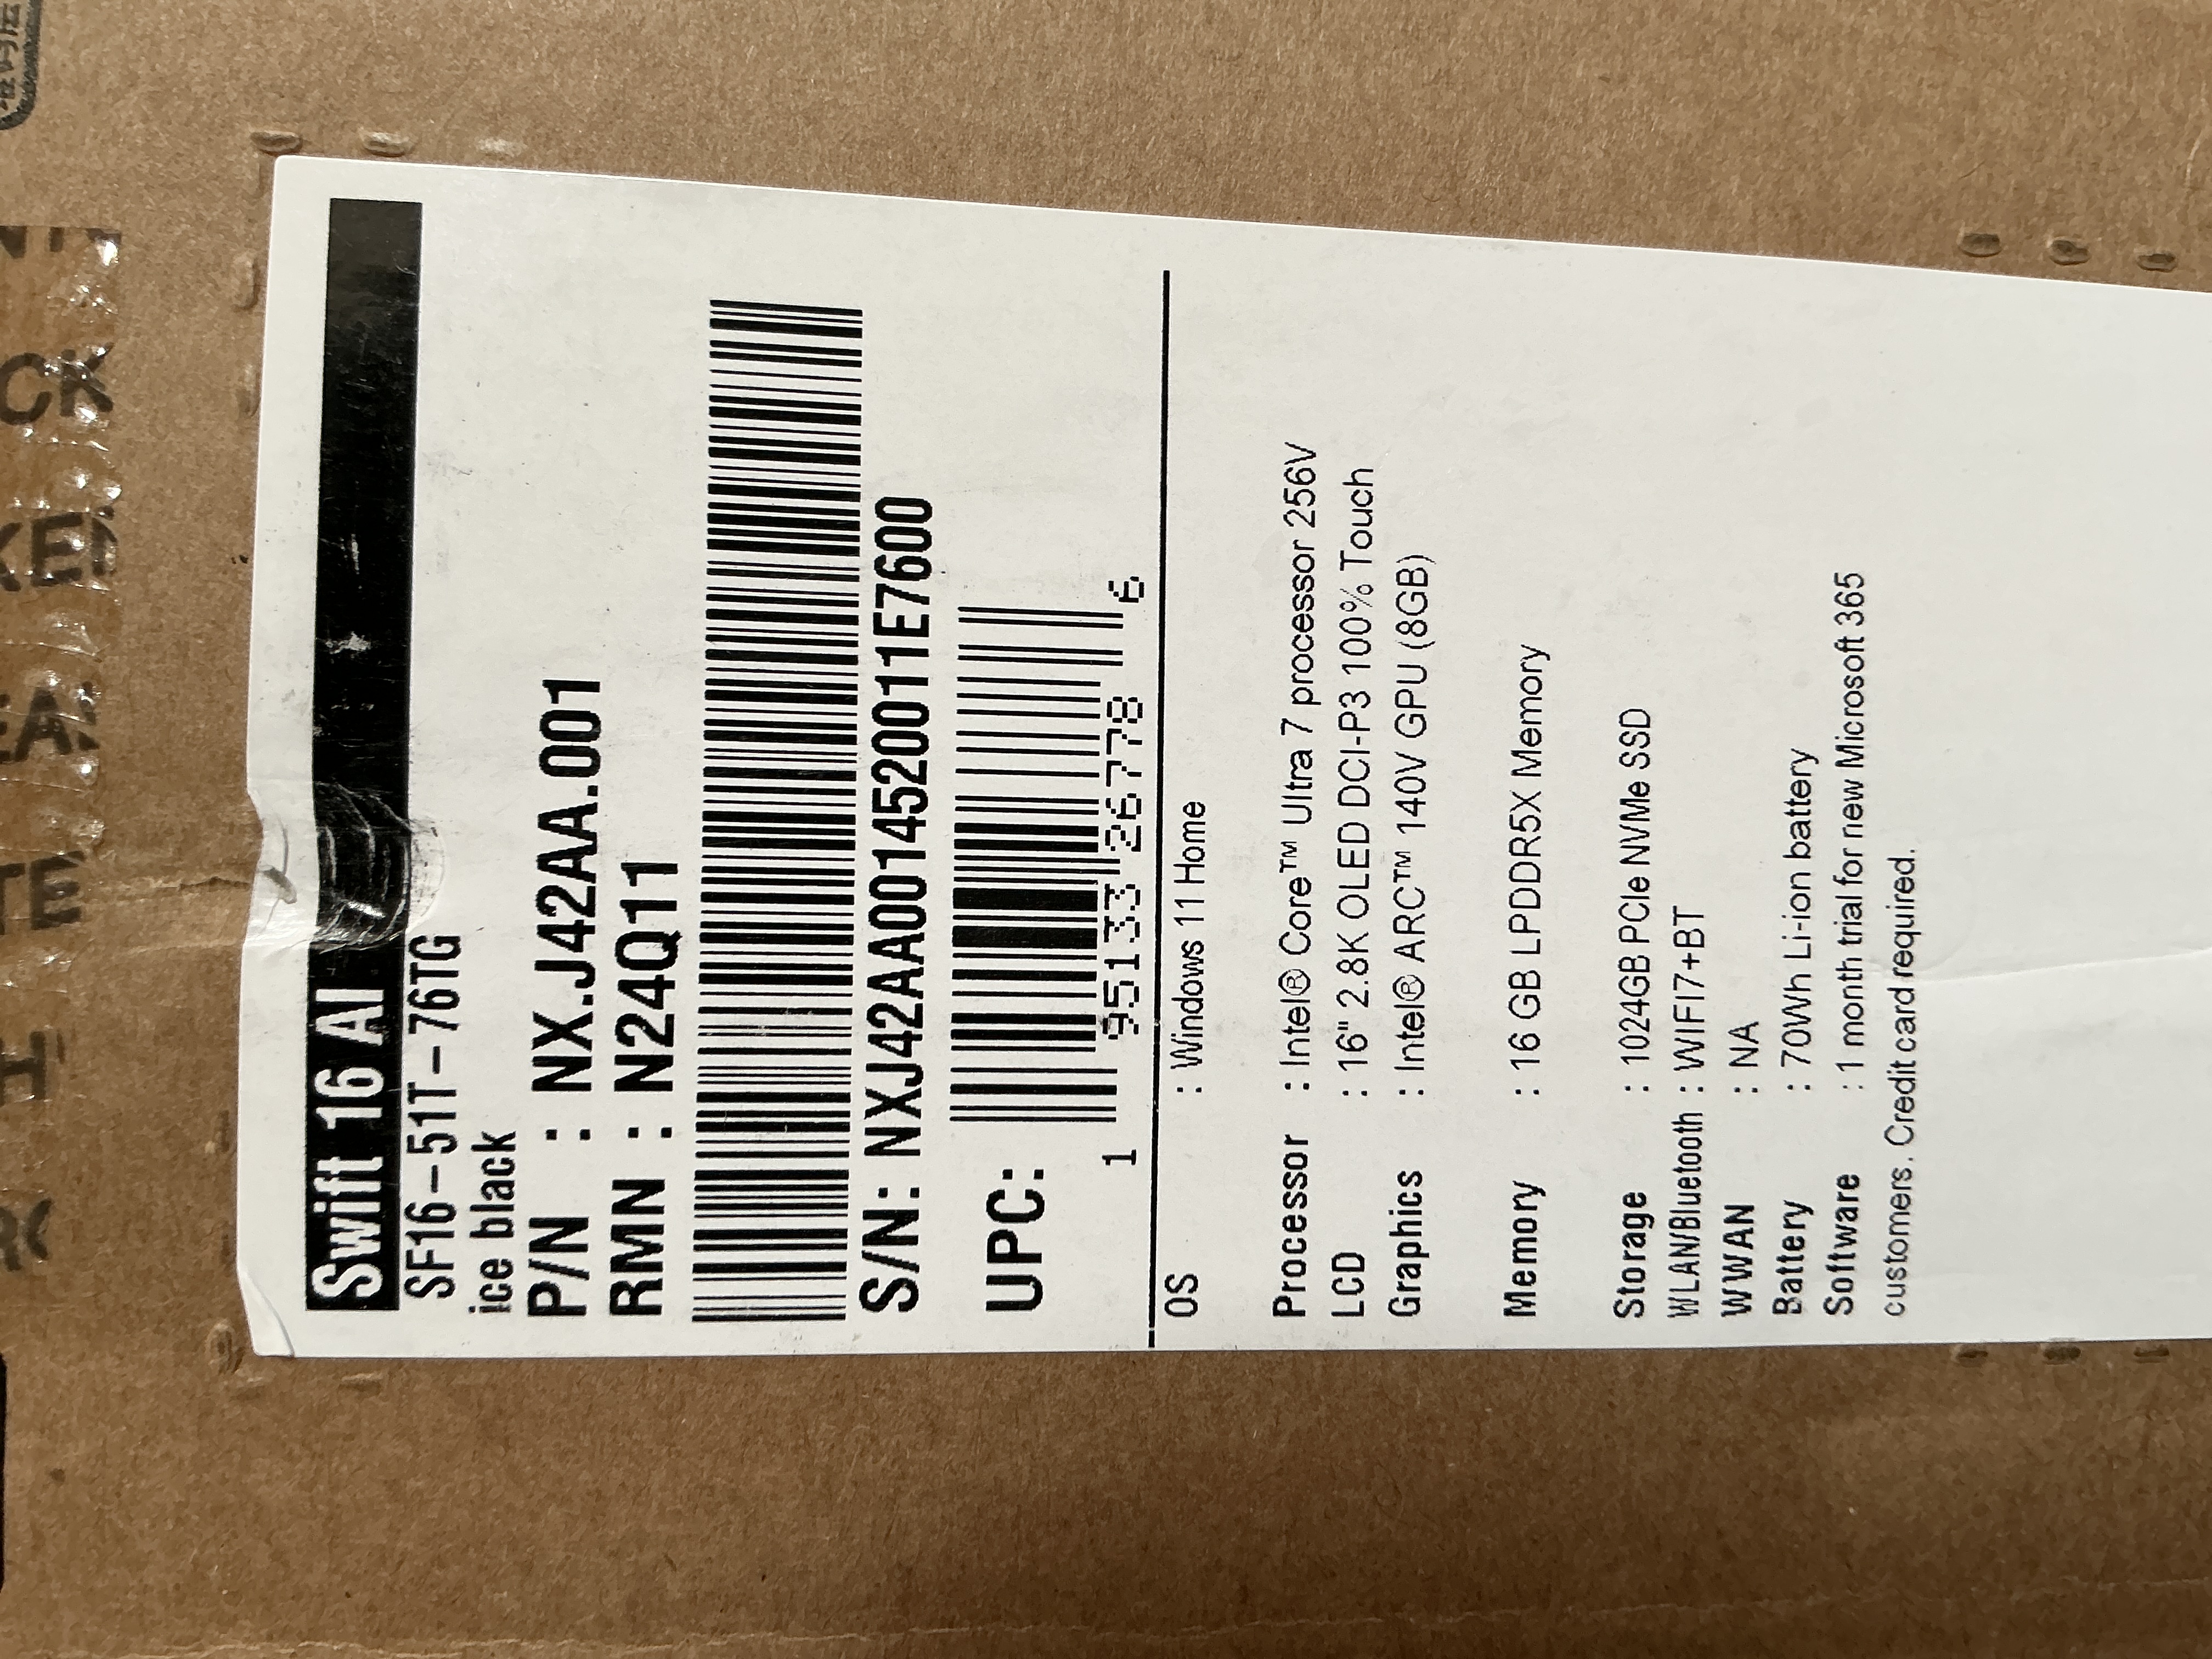 Swift 16 AI
SF16-51T-76TG
ice black
P/N : NX.J42AA.001
RMN : N24Q11
S/N: NXJ42AA0014520011E7600
UPC:
1 95133 26778 6
OS : Windows 11 Home
Processor : Intel® Core™ Ultra 7 processor 256V
LCD : 16" 2.8K OLED DCI-P3 100% Touch
Graphics : Intel® ARC™ 140V GPU (8GB)
Memory : 16 GB LPDDR5X Memory
Storage : 1024GB PCIe NVMe SSD
WLAN/Bluetooth : WIFI7+BT
WWAN : NA
Battery : 70Wh Li-ion battery
Software : 1 month trial for new Microsoft 365
customers. Credit card required.